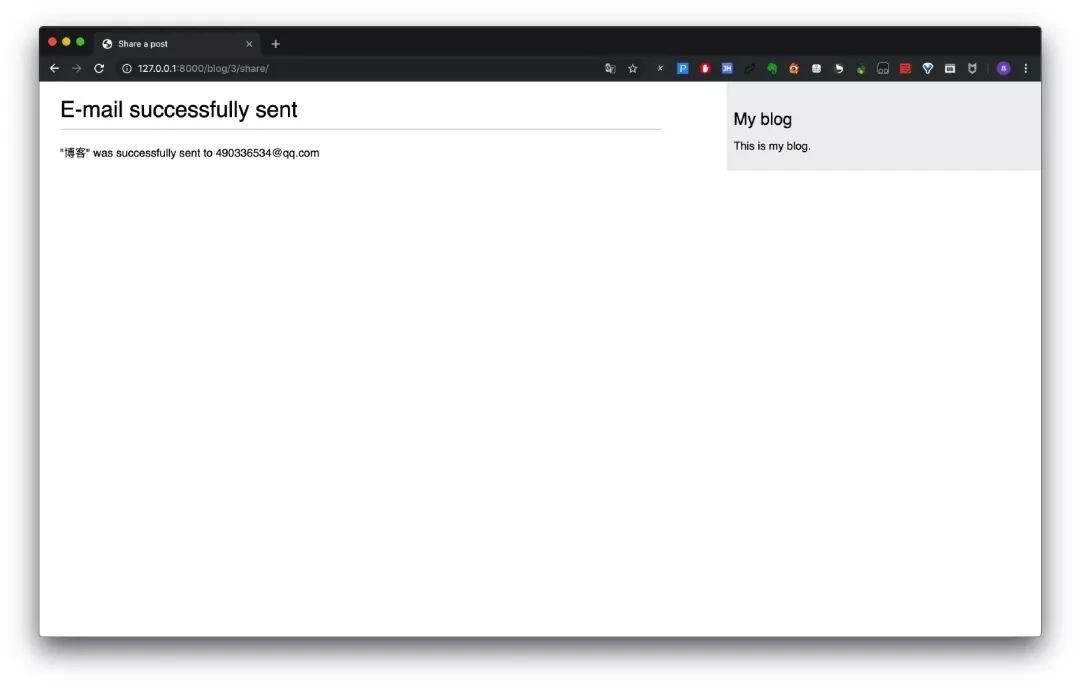 Share a post
127.0.0.1:8000/blog/3/share/
E-mail successfully sent
"博客" was successfully sent to 490336534@qq.com
My blog
This is my blog.